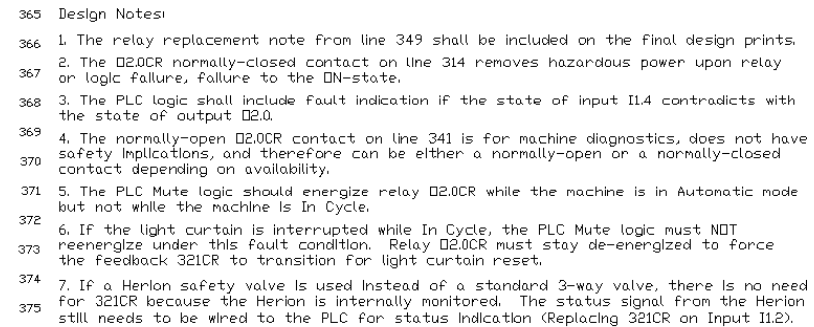 365 Design Notes:
366 1. The relay replacement note from line 349 shall be included on the final design prints.
2. The O2.0CR normally-closed contact on line 314 removes hazardous power upon relay
367 or logic failure, failure to the ON-state.
368 3. The PLC logic shall include fault indication if the state of input I1.4 contradicts with
the state of output O2.0.
369
4. The normally-open O2.0CR contact on line 341 is for machine diagnostics, does not have
safety implications, and therefore can be either a normally-open or a normally-closed
370 contact depending on availability.
371 5. The PLC Mute logic should energize relay O2.0CR while the machine is in Automatic mode
but not while the machine is In Cycle.
372
6. If the light curtain is interrupted while In Cycle, the PLC Mute logic must NOT
373 reenergize under this fault condition. Relay O2.0CR must stay de-energized to force
the feedback 321CR to transition for light curtain reset.
374
7. If a Herion safety valve is used instead of a standard 3-way valve, there is no need
375 for 321CR because the Herion is internally monitored. The status signal from the Herion
still needs to be wired to the PLC for status indication (Replacing 321CR on Input I1.2).